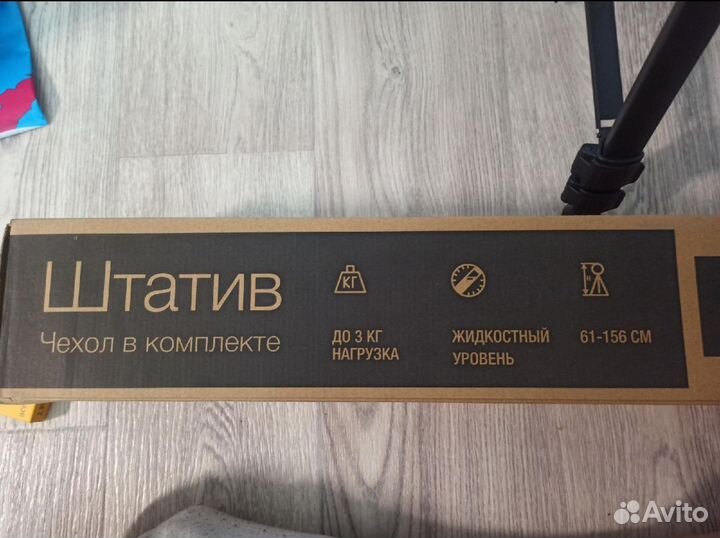 Штатив
Чехол в комплекте
КГ
ДО 3 КГ
НАГРУЗКА
ЖИДКОСТНЫЙ
УРОВЕНЬ
H
61-156 СМ
Avito